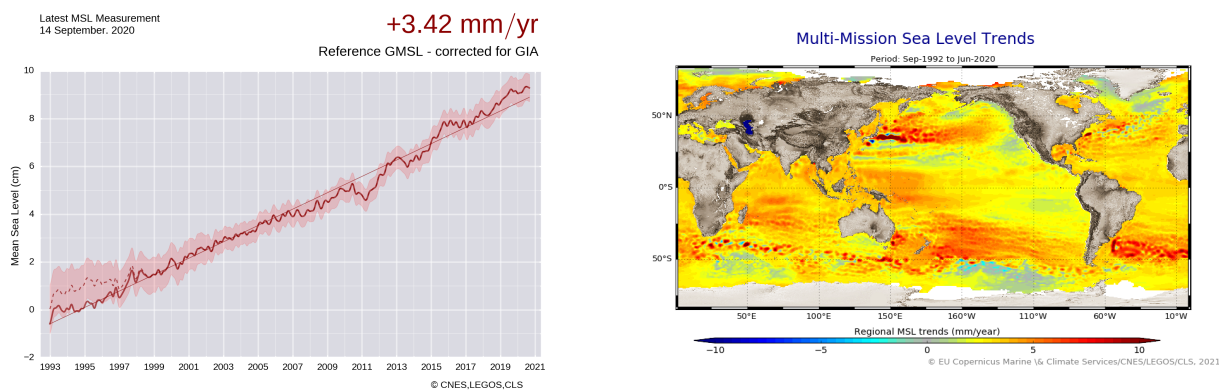 Latest MSL Measurement
14 September. 2020
+3.42 mm/yr
Reference GMSL - corrected for GIA
10
8
6
4
2
0
−2
Mean Sea Level (cm)
1993 1995 1997 1999 2001 2003 2005 2007 2009 2011 2013 2015 2017 2019 2021
© CNES,LEGOS,CLS
Multi-Mission Sea Level Trends
Period: Sep-1992 to Jun-2020
50°N
0°S
50°S
50°E 100°E 150°E 160°W 110°W 60°W 10°W
Regional MSL trends (mm/year)
−10 −5 0 5 10
© EU Copernicus Marine \& Climate Services/CNES/LEGOS/CLS, 2021